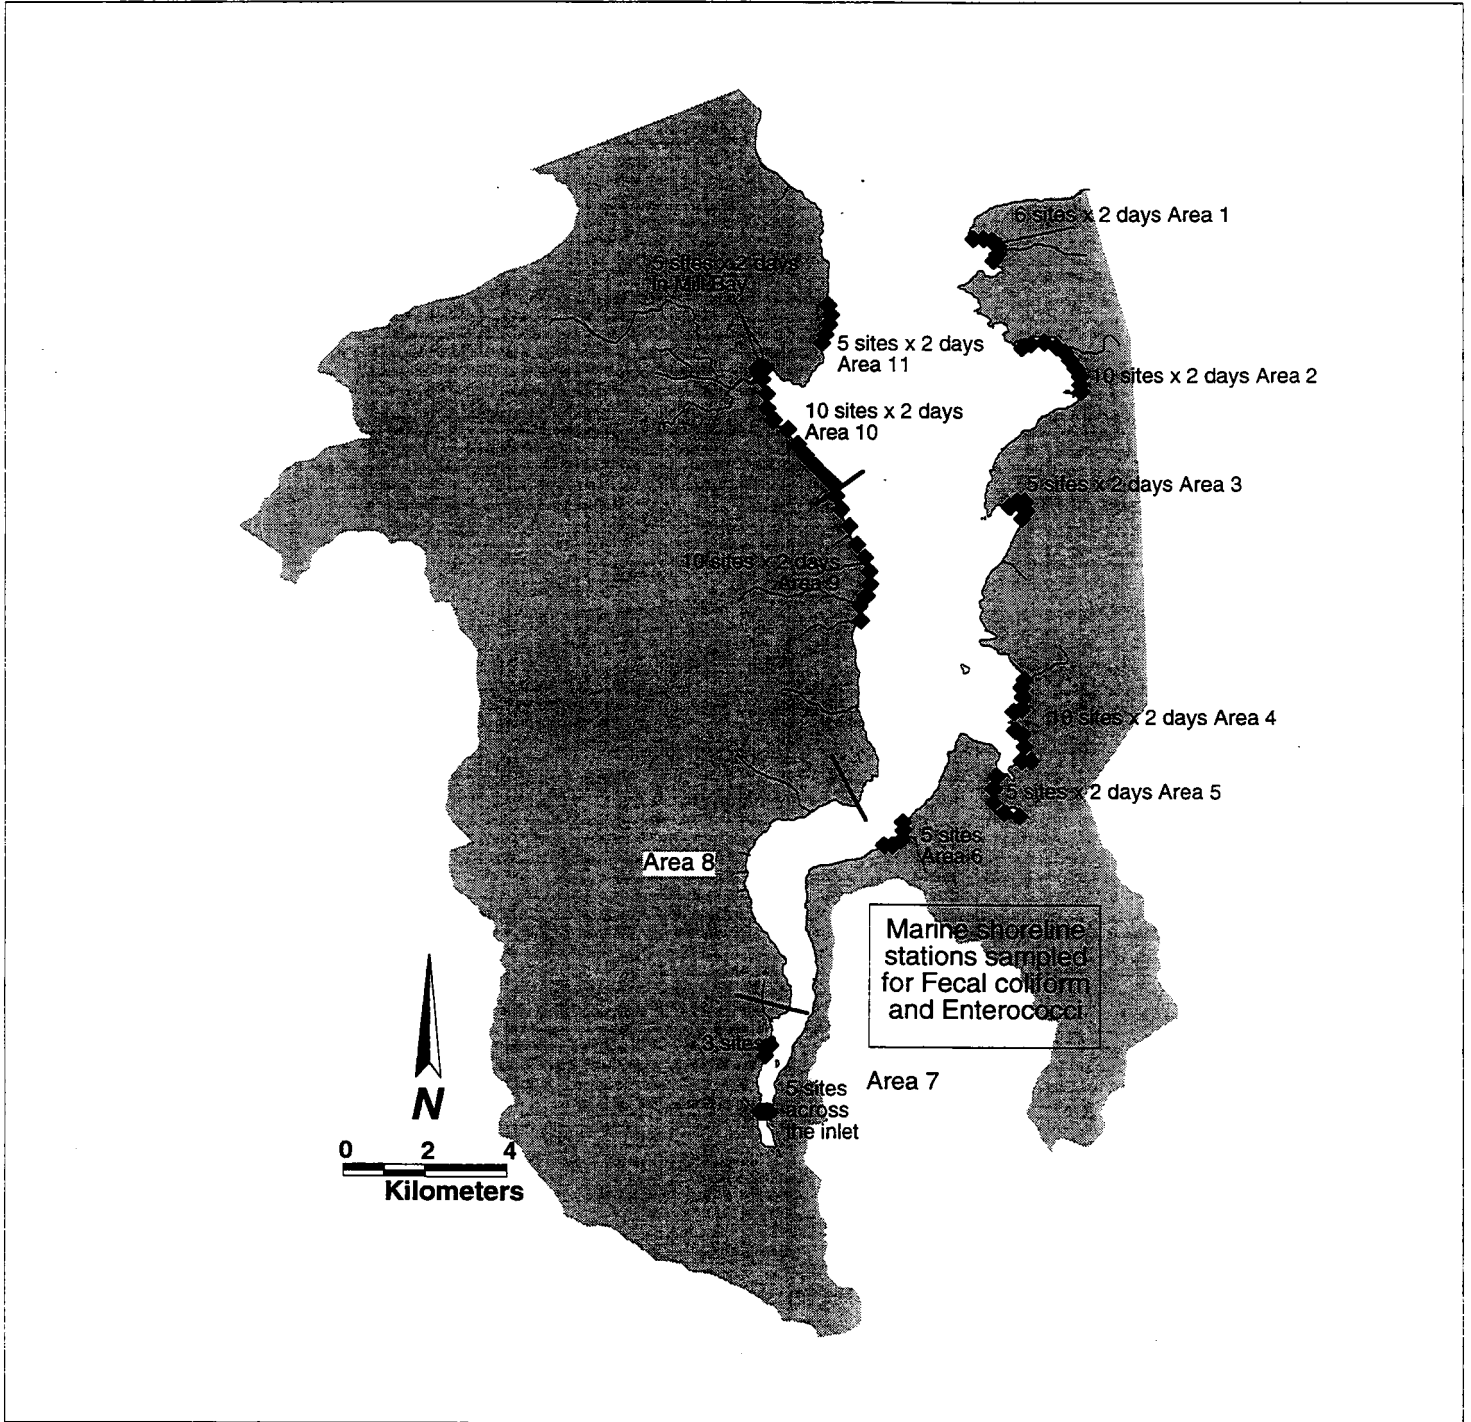 6 sites x 2 days Area 1
5 sites x 2 days
in Mill Bay
5 sites x 2 days
Area 11
10 sites x 2 days Area 2
10 sites x 2 days
Area 10
5 sites x 2 days Area 3
10 sites x 2 days
Area 9
10 sites x 2 days Area 4
5 sites x 2 days Area 5
5 sites
Area 6
Area 8
Marine shoreline
stations sampled
for Fecal coliform
and Enterococci
3 sites
Area 7
5 sites
across
the inlet
N
0 2 4
Kilometers